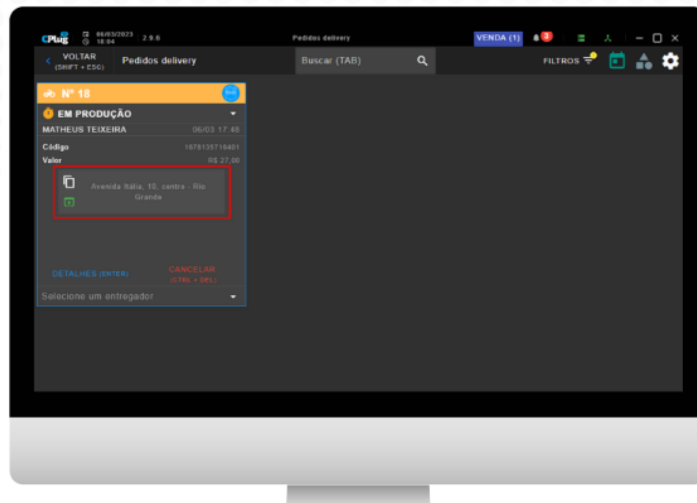 CPlug 06/03/2023 2.9.6 Pedidos delivery VENDA (1) 3
18:04
VOLTAR Pedidos delivery Buscar (TAB) FILTROS
(SHIFT + ESC)
Nº 18
EM PRODUÇÃO
MATHEUS TEIXEIRA 06/03 17:48
Código 1678135716401
Valor R$ 27,00
Avenida Itália, 10, centro - Rio
Grande
DETALHES (ENTER) CANCELAR
(CTRL + DEL)
Selecione um entregador